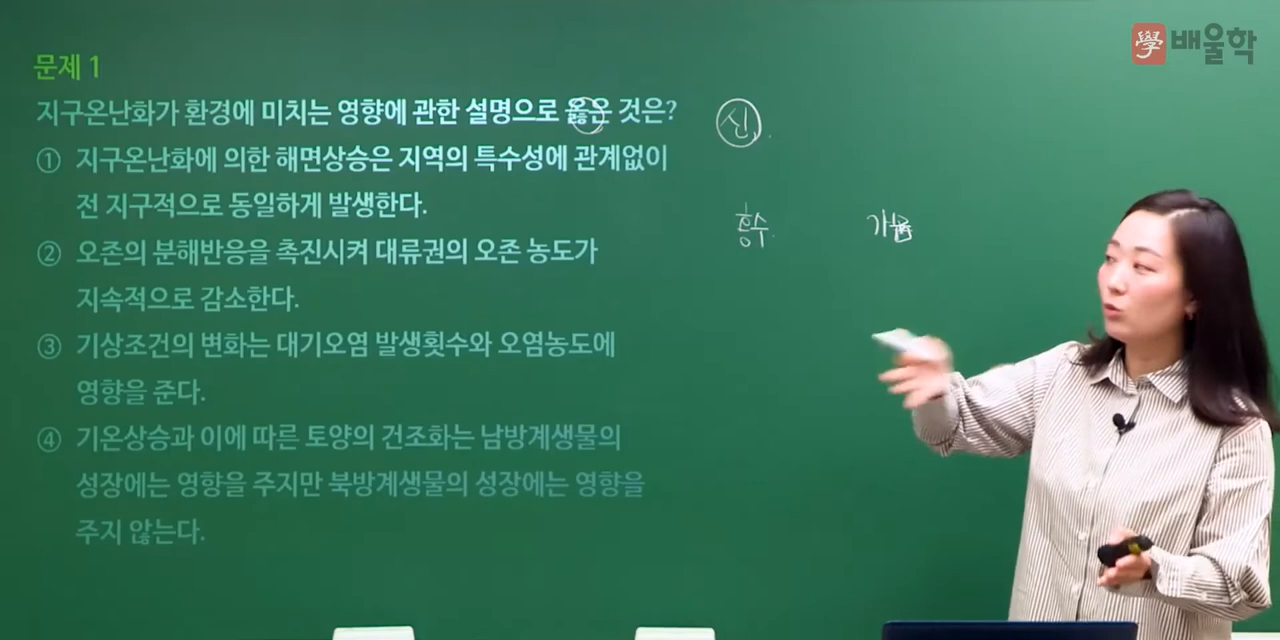 學 배울학
문제 1
지구온난화가 환경에 미치는 영향에 관한 설명으로 옳은 것은?
① 지구온난화에 의한 해면상승은 지역의 특수성에 관계없이
전 지구적으로 동일하게 발생한다.
② 오존의 분해반응을 촉진시켜 대류권의 오존 농도가
지속적으로 감소한다.
③ 기상조건의 변화는 대기오염 발생횟수와 오염농도에
영향을 준다.
④ 기온상승과 이에 따른 토양의 건조화는 남방계생물의
성장에는 영향을 주지만 북방계생물의 성장에는 영향을
주지 않는다.
신
홍수 가뭄